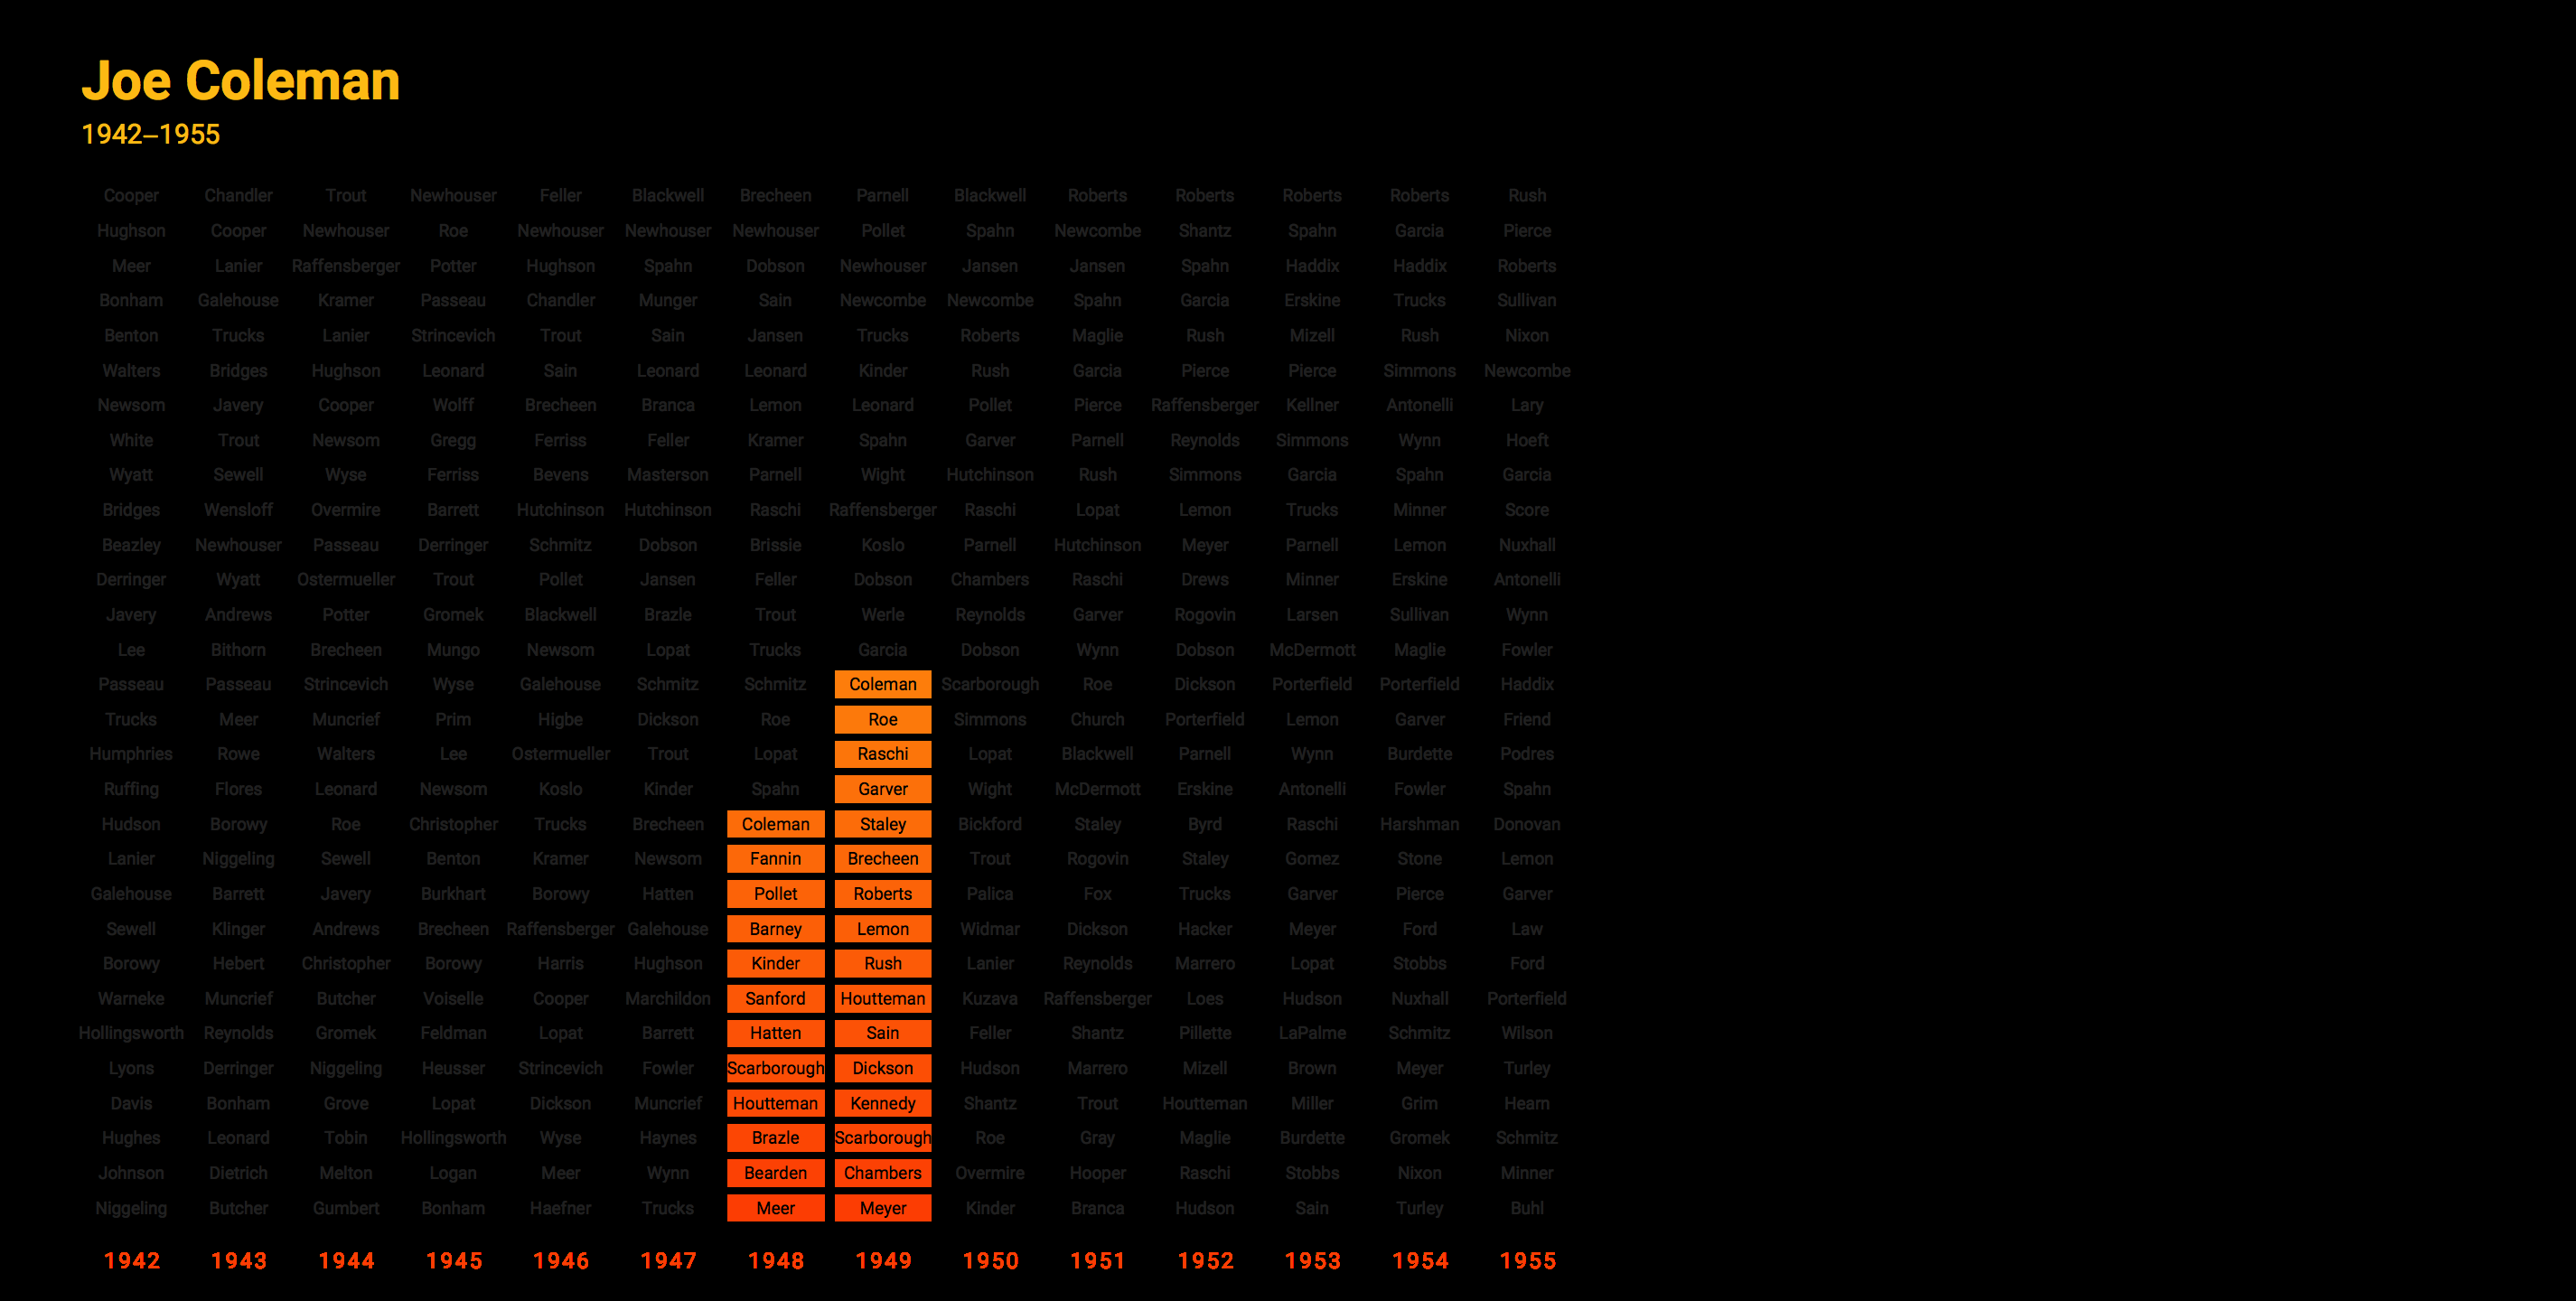 Joe Coleman
1942–1955
Cooper Chandler Trout Newhouser Feller Blackwell Brecheen Parnell Blackwell Roberts Roberts Roberts Roberts Rush
Hughson Cooper Newhouser Roe Newhouser Newhouser Newhouser Pollet Spahn Newcombe Shantz Spahn Garcia Pierce
Meer Lanier Raffensberger Potter Hughson Spahn Dobson Newhouser Jansen Jansen Spahn Haddix Haddix Roberts
Bonham Galehouse Kramer Passeau Chandler Munger Sain Newcombe Newcombe Spahn Garcia Erskine Trucks Sullivan
Benton Trucks Lanier Strincevich Trout Sain Jansen Trucks Roberts Maglie Rush Mizell Rush Nixon
Walters Bridges Hughson Leonard Sain Leonard Leonard Kinder Rush Garcia Pierce Pierce Simmons Newcombe
Newsom Javery Cooper Wolff Brecheen Branca Lemon Leonard Pollet Pierce Raffensberger Kellner Antonelli Lary
White Trout Newsom Gregg Ferriss Feller Kramer Spahn Garver Parnell Reynolds Simmons Wynn Hoeft
Wyatt Sewell Wyse Ferriss Bevens Masterson Parnell Wight Hutchinson Rush Simmons Garcia Spahn Garcia
Bridges Wensloff Overmire Barrett Hutchinson Hutchinson Raschi Raffensberger Raschi Lopat Lemon Trucks Minner Score
Beazley Newhouser Passeau Derringer Schmitz Dobson Brissie Koslo Parnell Hutchinson Meyer Parnell Lemon Nuxhall
Derringer Wyatt Ostermueller Trout Pollet Jansen Feller Dobson Chambers Raschi Drews Minner Erskine Antonelli
Javery Andrews Potter Gromek Blackwell Brazle Trout Werle Reynolds Garver Rogovin Larsen Sullivan Wynn
Lee Bithorn Brecheen Mungo Newsom Lopat Trucks Garcia Dobson Wynn Dobson McDermott Maglie Fowler
Passeau Passeau Strincevich Wyse Galehouse Schmitz Schmitz Coleman Scarborough Roe Dickson Porterfield Porterfield Haddix
Trucks Meer Muncrief Prim Higbe Dickson Roe Roe Simmons Church Porterfield Lemon Garver Friend
Humphries Rowe Walters Lee Ostermueller Trout Lopat Raschi Lopat Blackwell Parnell Wynn Burdette Podres
Ruffing Flores Leonard Newsom Koslo Kinder Spahn Garver Wight McDermott Erskine Antonelli Fowler Spahn
Hudson Borowy Roe Christopher Trucks Brecheen Coleman Staley Bickford Staley Byrd Raschi Harshman Donovan
Lanier Niggeling Sewell Benton Kramer Newsom Fannin Brecheen Trout Rogovin Staley Gomez Stone Lemon
Galehouse Barrett Javery Burkhart Borowy Hatten Pollet Roberts Palica Fox Trucks Garver Pierce Garver
Sewell Klinger Andrews Brecheen Raffensberger Galehouse Barney Lemon Widmar Dickson Hacker Meyer Ford Law
Borowy Hebert Christopher Borowy Harris Hughson Kinder Rush Lanier Reynolds Marrero Lopat Stobbs Ford
Warneke Muncrief Butcher Voiselle Cooper Marchildon Sanford Houtteman Kuzava Raffensberger Loes Hudson Nuxhall Porterfield
Hollingsworth Reynolds Gromek Feldman Lopat Barrett Hatten Sain Feller Shantz Pillette LaPalme Schmitz Wilson
Lyons Derringer Niggeling Heusser Strincevich Fowler Scarborough Dickson Hudson Marrero Mizell Brown Meyer Turley
Davis Bonham Grove Lopat Dickson Muncrief Houtteman Kennedy Shantz Trout Houtteman Miller Grim Hearn
Hughes Leonard Tobin Hollingsworth Wyse Haynes Brazle Scarborough Roe Gray Maglie Burdette Gromek Schmitz
Johnson Dietrich Melton Logan Meer Wynn Bearden Chambers Overmire Hooper Raschi Stobbs Nixon Minner
Niggeling Butcher Gumbert Bonham Haefner Trucks Meer Meyer Kinder Branca Hudson Sain Turley Buhl
1942 1943 1944 1945 1946 1947 1948 1949 1950 1951 1952 1953 1954 1955